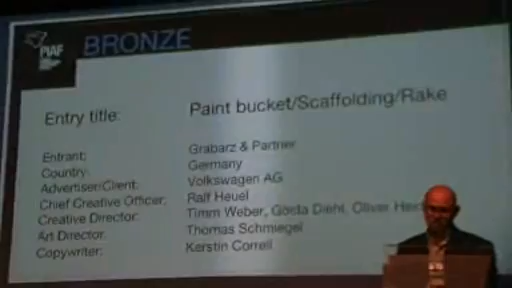 PIAF
BRONZE
Entry title: Paint bucket/Scaffolding/Rake
Entrant: Grabarz & Partner
Country: Germany
Advertiser/Client: Volkswagen AG
Chief Creative Officer: Ralf Heuel
Creative Director: Timm Weber, Gösta Diehl, Oliver
Art Director: Thomas Schmiegel
Copywriter: Kerstin Correll